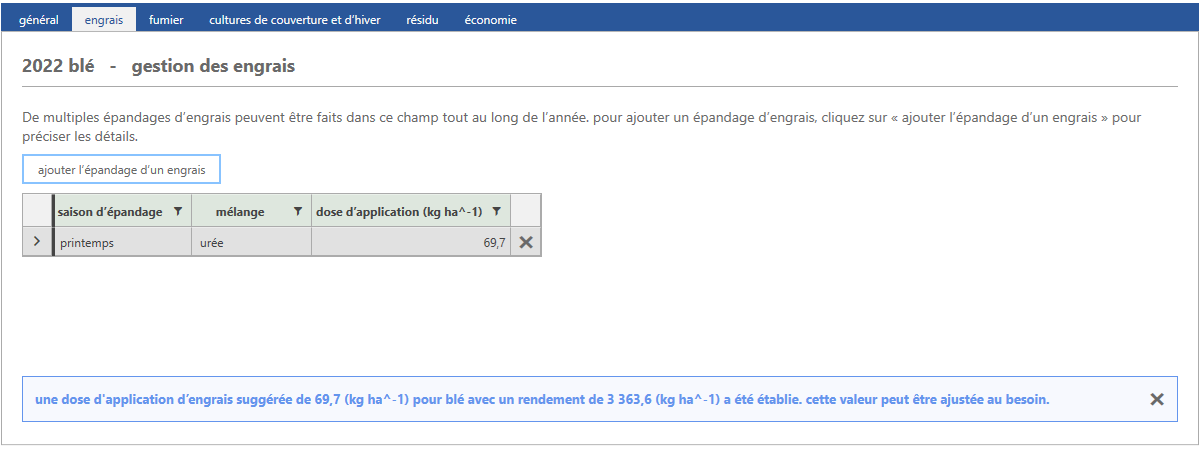 général engrais fumier cultures de couverture et d’hiver résidu économie
2022 blé - gestion des engrais
De multiples épandages d’engrais peuvent être faits dans ce champ tout au long de l’année. pour ajouter un épandage d’engrais, cliquez sur « ajouter l’épandage d’un engrais » pour
préciser les détails.
ajouter l’épandage d’un engrais
saison d’épandage mélange dose d’application (kg ha^-1)
printemps urée 69,7
une dose d'application d’engrais suggérée de 69,7 (kg ha^-1) pour blé avec un rendement de 3 363,6 (kg ha^-1) a été établie. cette valeur peut être ajustée au besoin.